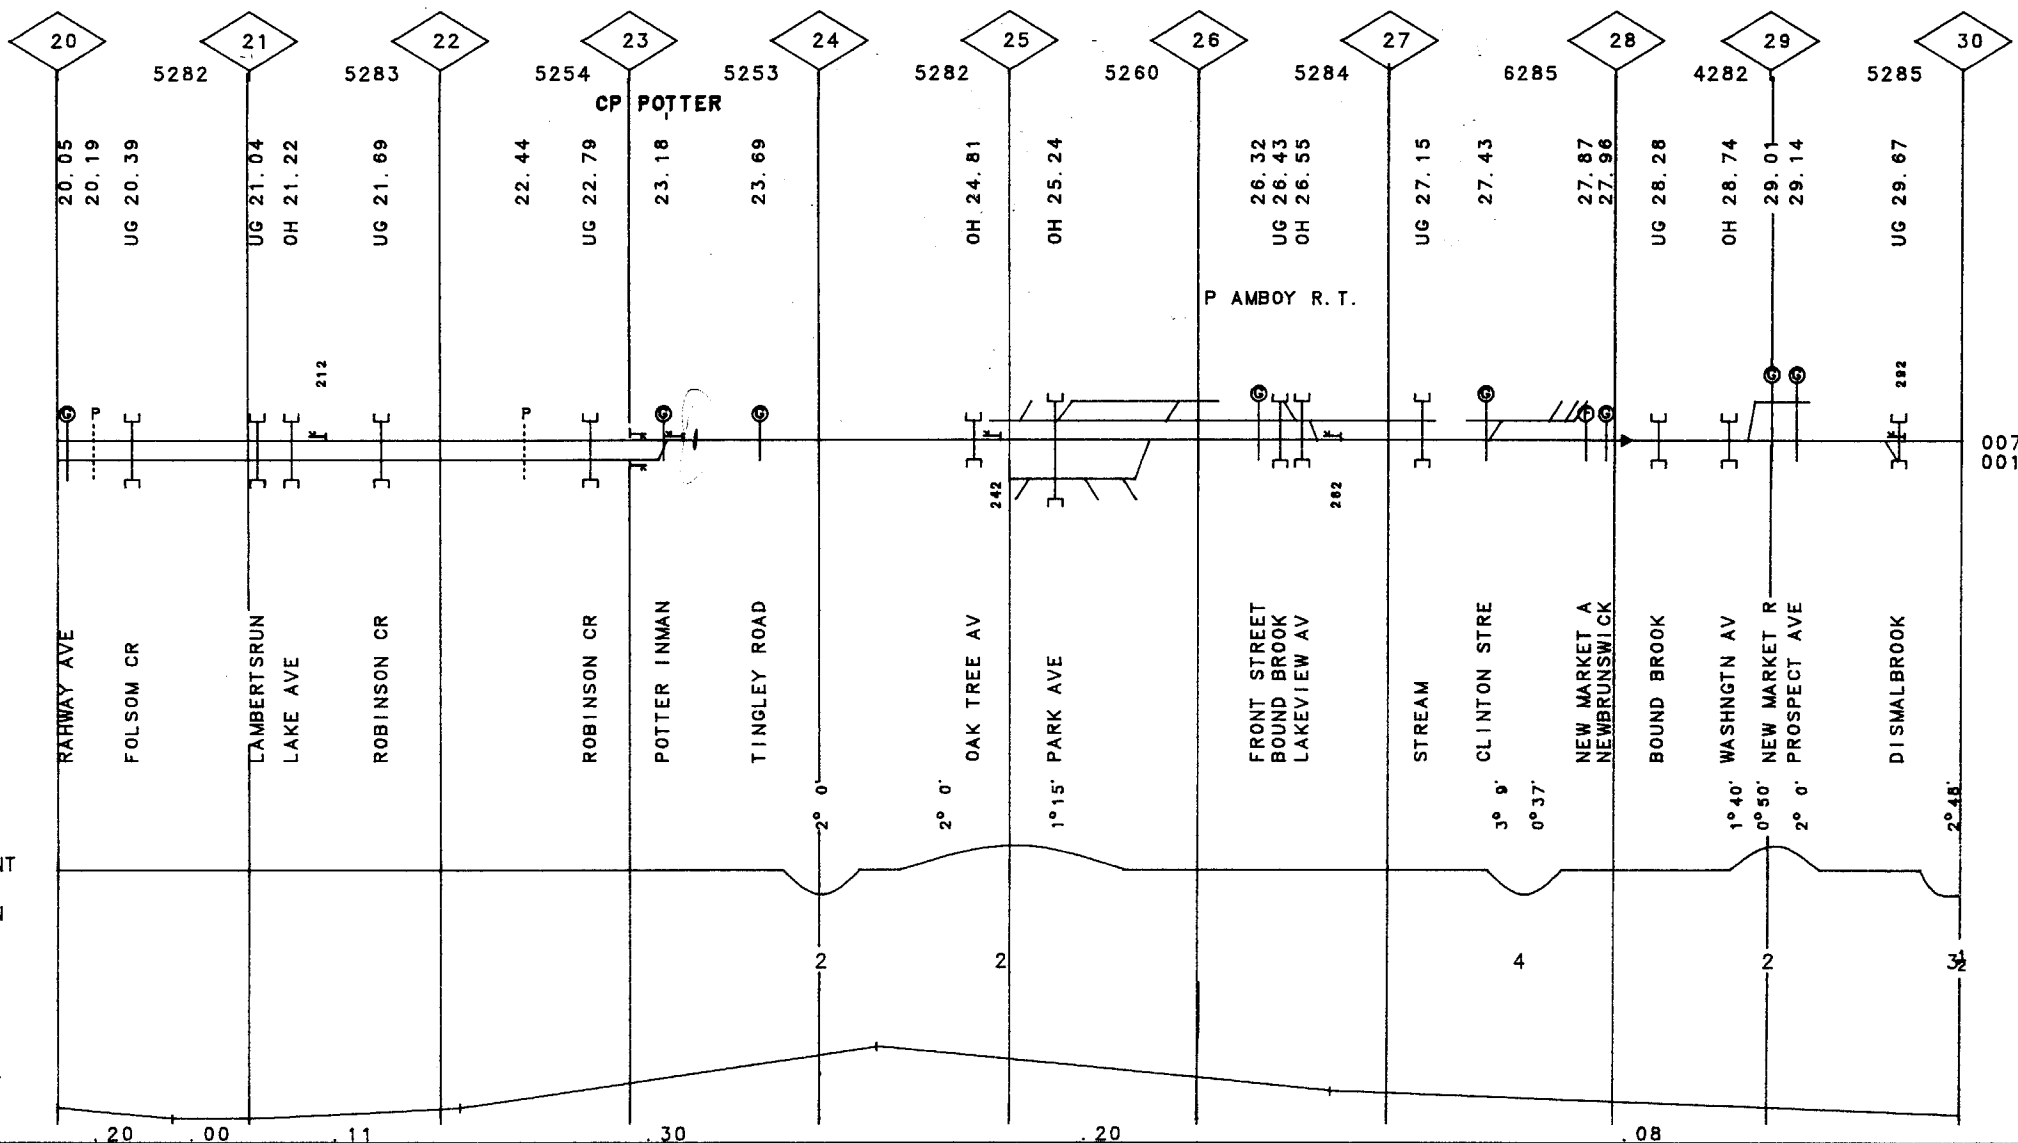 20 21 22 23 24 25 26 27 28 29 30
5282 5283 5254 5253 5282 5260 5284 6285 4282 5285
CP POTTER
20.05
20.19
UG 20.39
UG 21.04
OH 21.22
UG 21.69
22.44
UG 22.79
23.18
23.69
OH 24.81
OH 25.24
26.32
UG 26.43
OH 26.55
UG 27.15
27.43
27.87
27.96
UG 28.28
OH 28.74
29.01
29.14
UG 29.67
P AMBOY R.T.
212
292
G P P G G G G P G G G
007
001
242
262
RAHWAY AVE
FOLSOM CR
LAMBERTSRUN
LAKE AVE
ROBINSON CR
ROBINSON CR
POTTER INMAN
TINGLEY ROAD
OAK TREE AV
PARK AVE
FRONT STREET
BOUND BROOK
LAKEVIEW AV
STREAM
CLINTON STRE
NEW MARKET A
NEWBRUNSWICK
BOUND BROOK
WASHNGTN AV
NEW MARKET R
PROSPECT AVE
DISMALBROOK
2° 0'
2° 0'
1° 15'
3° 9'
0° 37'
1° 40'
0° 50'
2° 0'
2° 48'
NT
N
2 2 4 2 3½
.20 .00 .11 .30 .20 .08